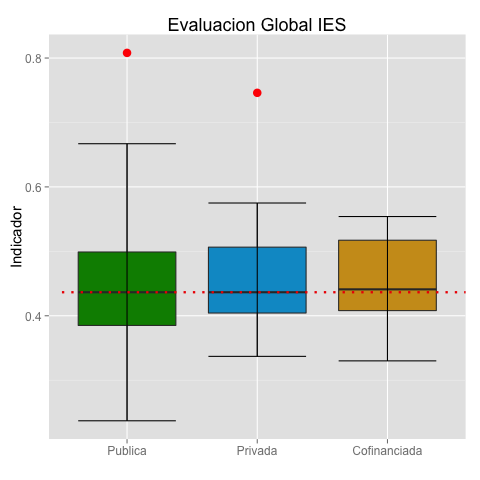 Evaluacion Global IES
0.8
0.6
0.4
Indicador
Publica Privada Cofinanciada